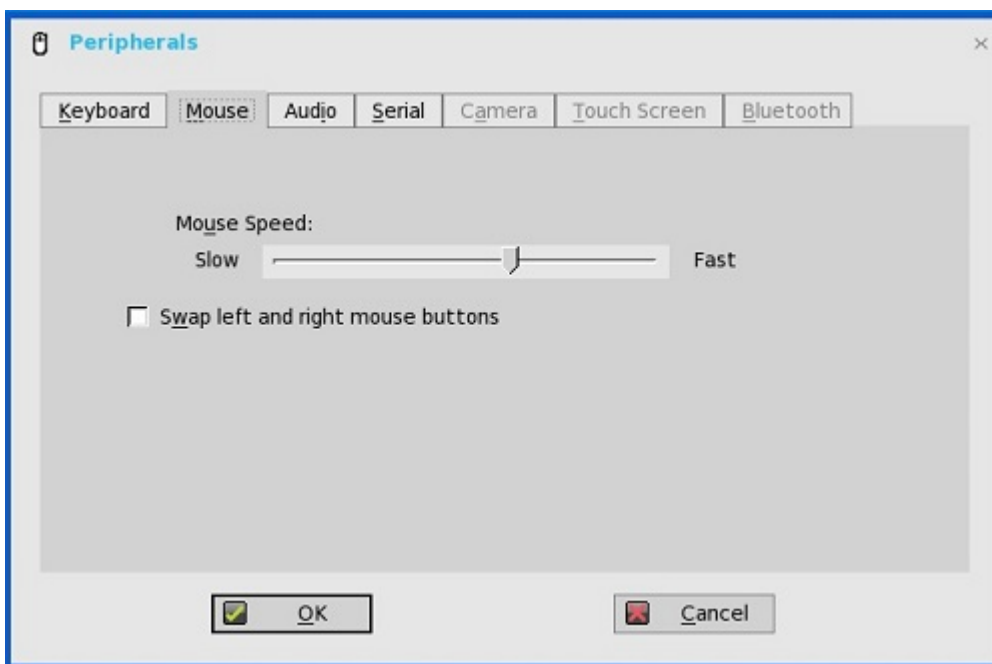 Peripherals
Keyboard Mouse Audio Serial Camera Touch Screen Bluetooth
Mouse Speed:
Slow Fast
Swap left and right mouse buttons
OK Cancel